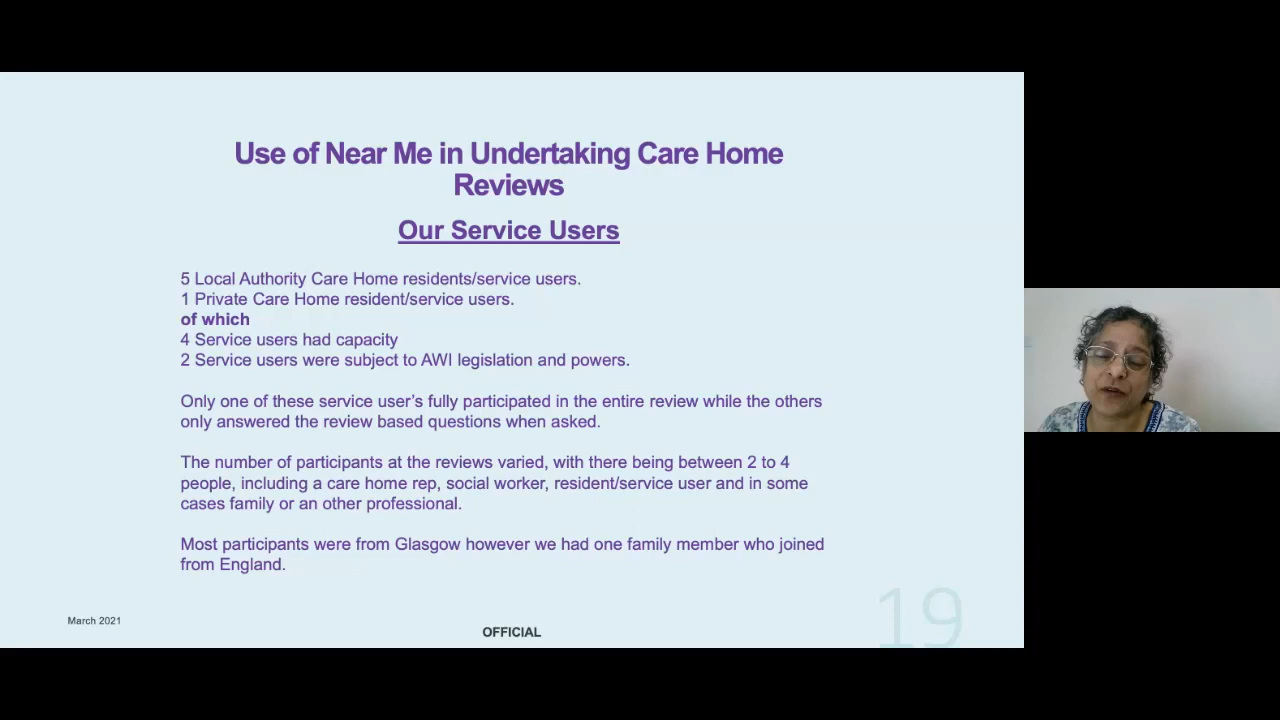 Use of Near Me in Undertaking Care Home
Reviews
Our Service Users
5 Local Authority Care Home residents/service users.
1 Private Care Home resident/service users.
of which
4 Service users had capacity
2 Service users were subject to AWI legislation and powers.
Only one of these service user’s fully participated in the entire review while the others
only answered the review based questions when asked.
The number of participants at the reviews varied, with there being between 2 to 4
people, including a care home rep, social worker, resident/service user and in some
cases family or an other professional.
Most participants were from Glasgow however we had one family member who joined
from England.
March 2021
OFFICIAL
19